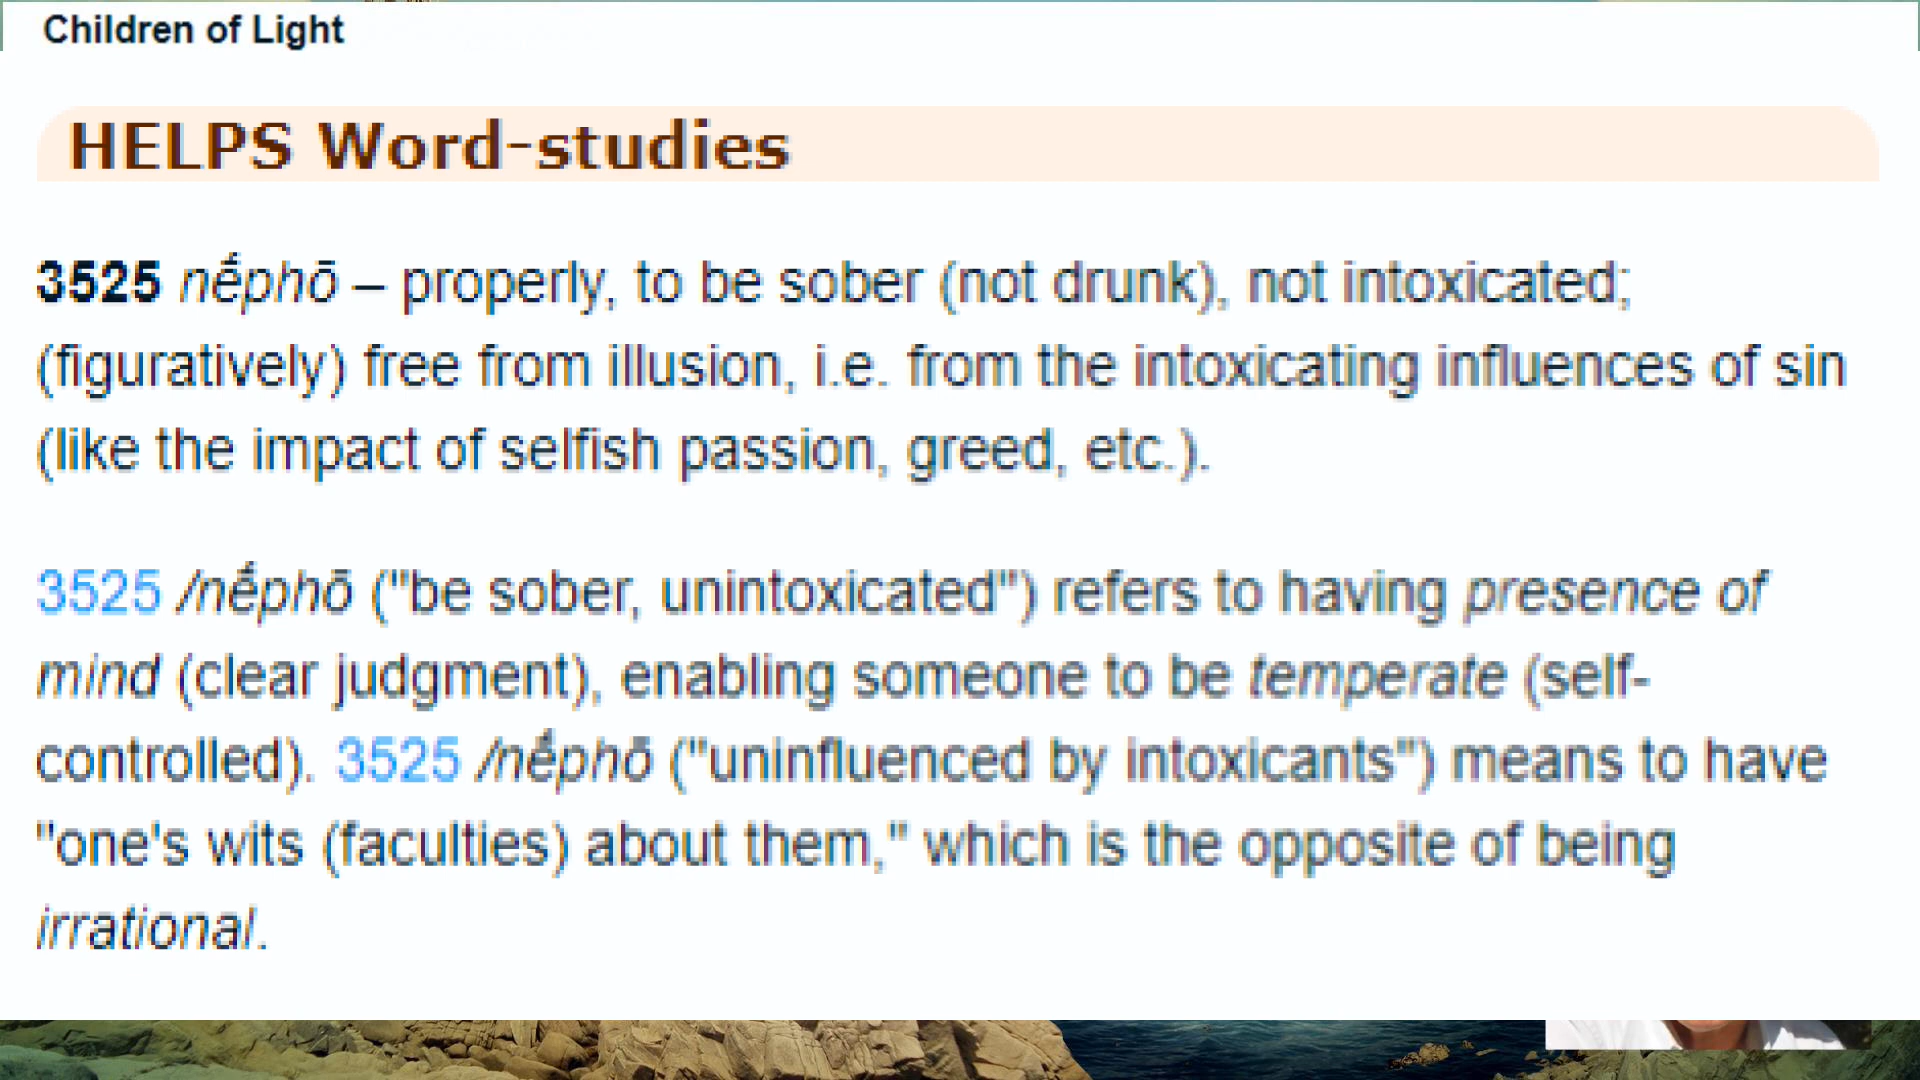 Children of Light
HELPS Word-studies
3525 nḗphō – properly, to be sober (not drunk), not intoxicated;
(figuratively) free from illusion, i.e. from the intoxicating influences of sin
(like the impact of selfish passion, greed, etc.).
3525 /nḗphō ("be sober, unintoxicated") refers to having presence of
mind (clear judgment), enabling someone to be temperate (self-
controlled). 3525 /nḗphō ("uninfluenced by intoxicants") means to have
"one's wits (faculties) about them," which is the opposite of being
irrational.